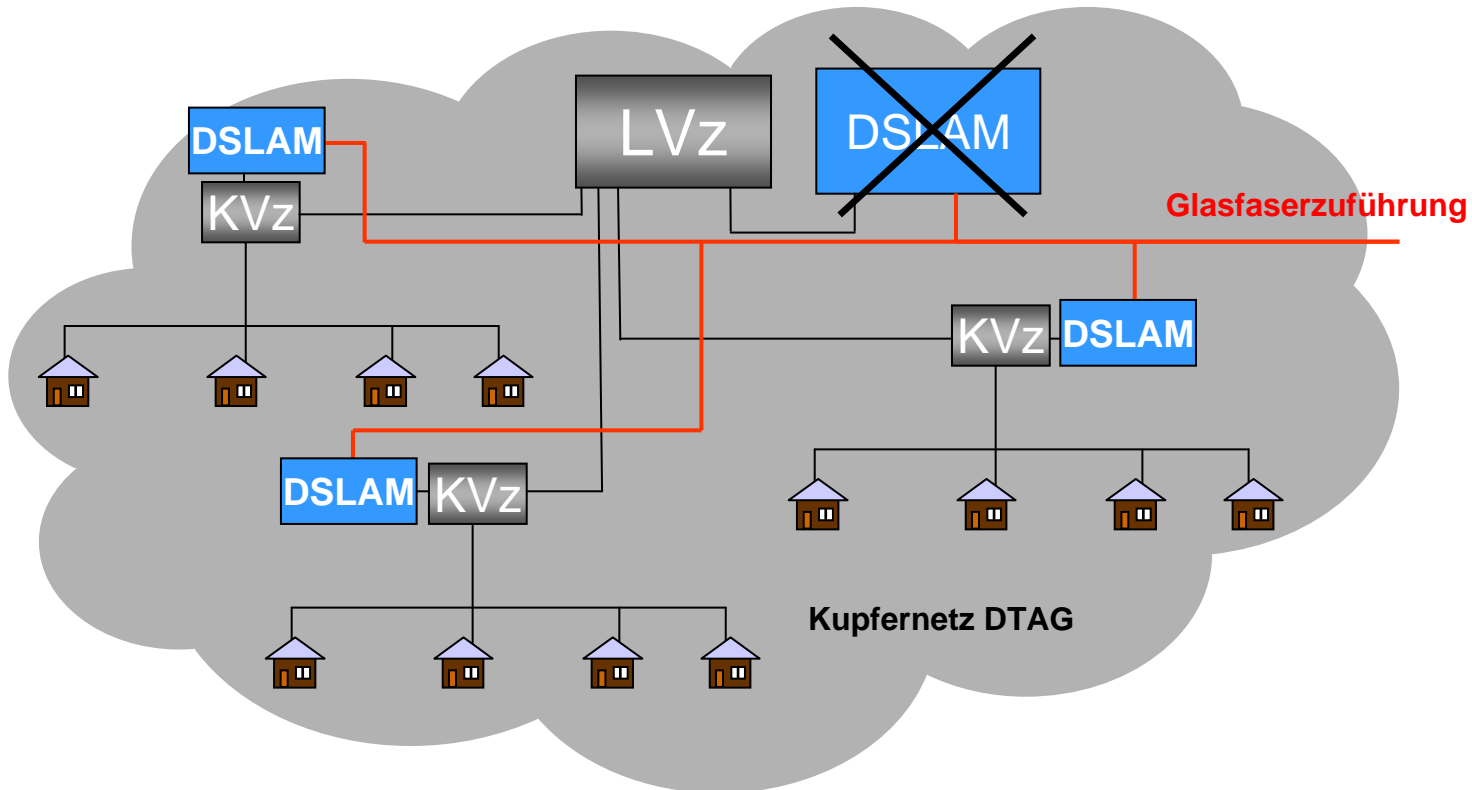 LVz
DSLAM
DSLAM
KVz
Glasfaserzuführung
KVz
DSLAM
DSLAM
KVz
Kupfernetz DTAG